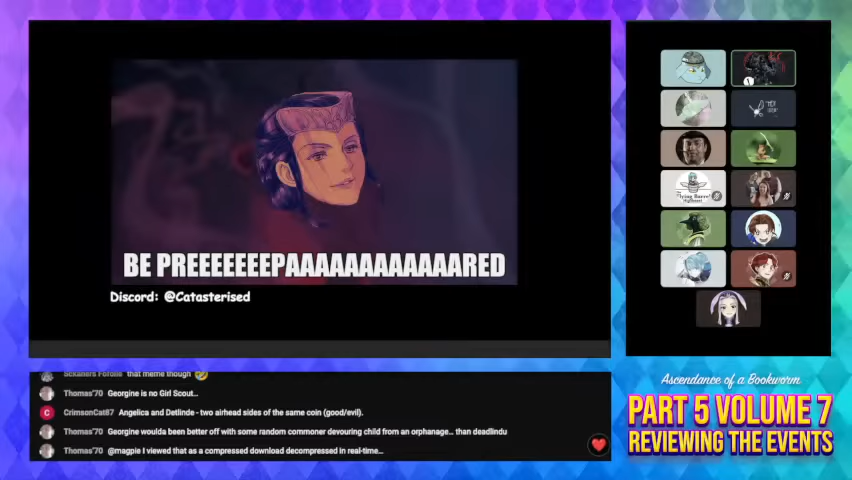 BE PREEEEEEEPAAAAAAAAAAAARED
Discord: @Catasterised
that meme though
Thomas'70 Georgine is no Girl Scout...
C CrimsonCat87 Angelica and Detlinde - two airhead sides of the same coin (good/evil).
Thomas'70 Georgine woulda been better off with some random commoner devouring child from an orphanage... than deadlindu
Thomas'70 @magpie I viewed that as a compressed download decompressed in real-time...
Ascendance of a Bookworm
PART 5 VOLUME 7
REVIEWING THE EVENTS